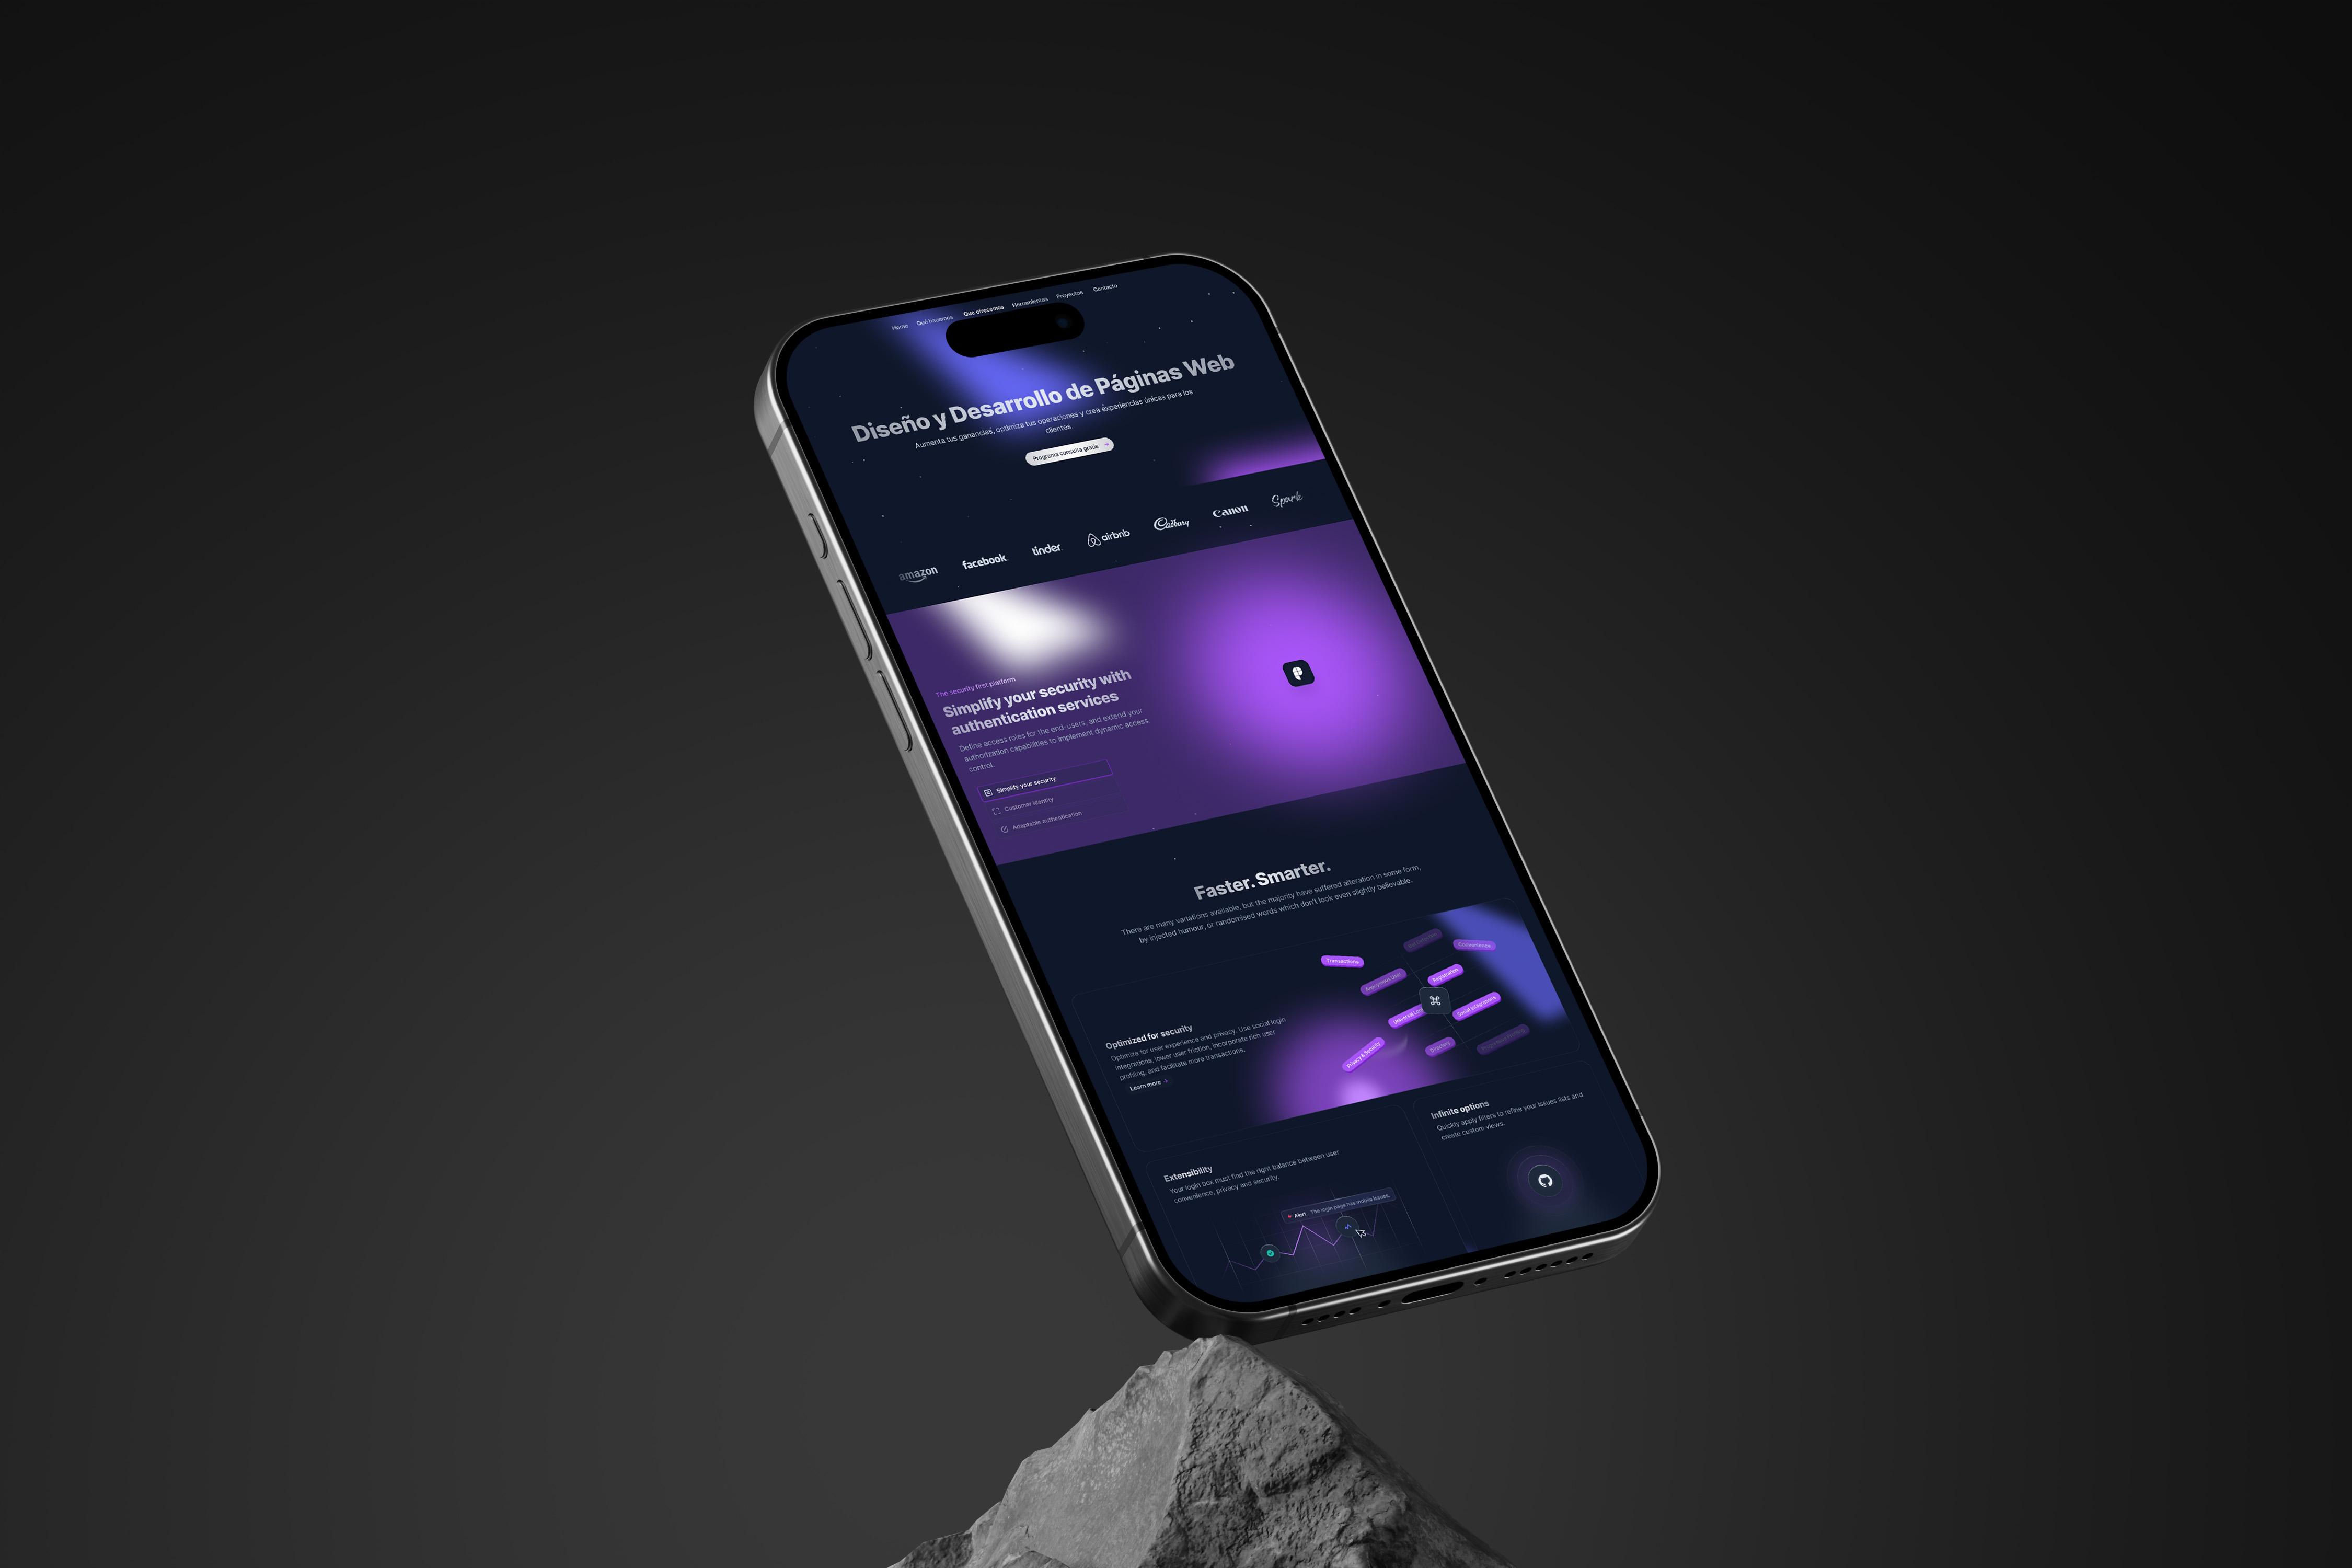 Home Qué hacemos Que ofrecemos Herramientas Proyectos Contacto
Diseño y Desarrollo de Páginas Web
Aumenta tus ganancias, optimiza tus operaciones y crea experiencias únicas para los
clientes.
Programa consulta gratis →
amazon facebook tinder airbnb Cadbury Canon Spark
The security first platform
Simplify your security with
authentication services
Define access roles for the end-users, and extend your
authorization capabilities to implement dynamic access
control.
Simplify your security
Customer identity
Adaptable authentication
Faster. Smarter.
There are many variations available, but the majority have suffered alteration in some form,
by injected humour, or randomised words which don't look even slightly believable.
Optimized for security
Optimize for user experience and privacy. Use social login
integrations, lower user friction, incorporate rich user
profiling, and facilitate more transactions.
Learn more →
Transactions
Anonymous User
Registration
Social Integrations
Universal
Privacy & Security
Directory
Extensibility
Your login box must find the right balance between user
convenience, privacy and security.
Alert The login page has mobile issues.
Infinite options
Quickly apply filters to refine your issues lists and
create custom views.